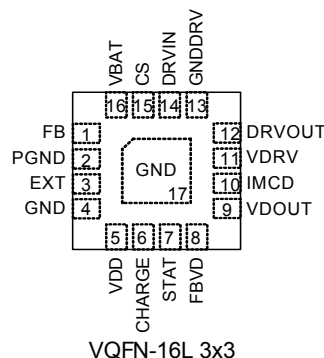 VBAT
CS
DRVIN
GNDDRV
16 15 14 13
FB 1
PGND 2
EXT 3
GND 4
12 DRVOUT
11 VDRV
10 IMCD
9 VDOUT
GND
17
5 6 7 8
VDD
CHARGE
STAT
FBVD
VQFN-16L 3x3